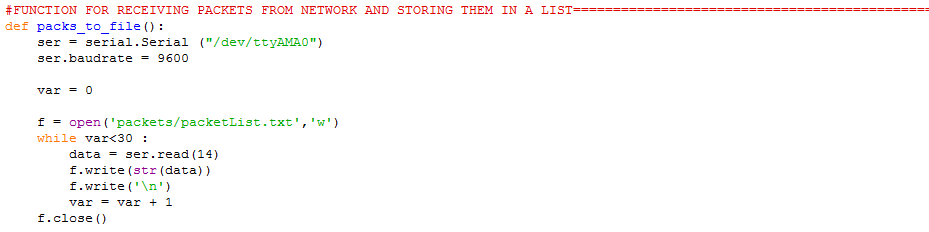 #FUNCTION FOR RECEIVING PACKETS FROM NETWORK AND STORING THEM IN A LIST==============================================
def packs_to_file():
    ser = serial.Serial ("/dev/ttyAMA0")
    ser.baudrate = 9600

    var = 0

    f = open('packets/packetList.txt','w')
    while var<30 :
        data = ser.read(14)
        f.write(str(data))
        f.write('\n')
        var = var + 1
    f.close()